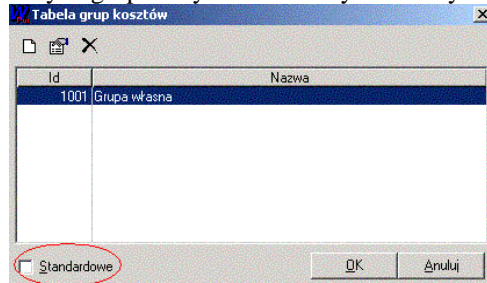 Tabela grup kosztów
Id Nazwa
1001 Grupa własna
Standardowe OK Anuluj